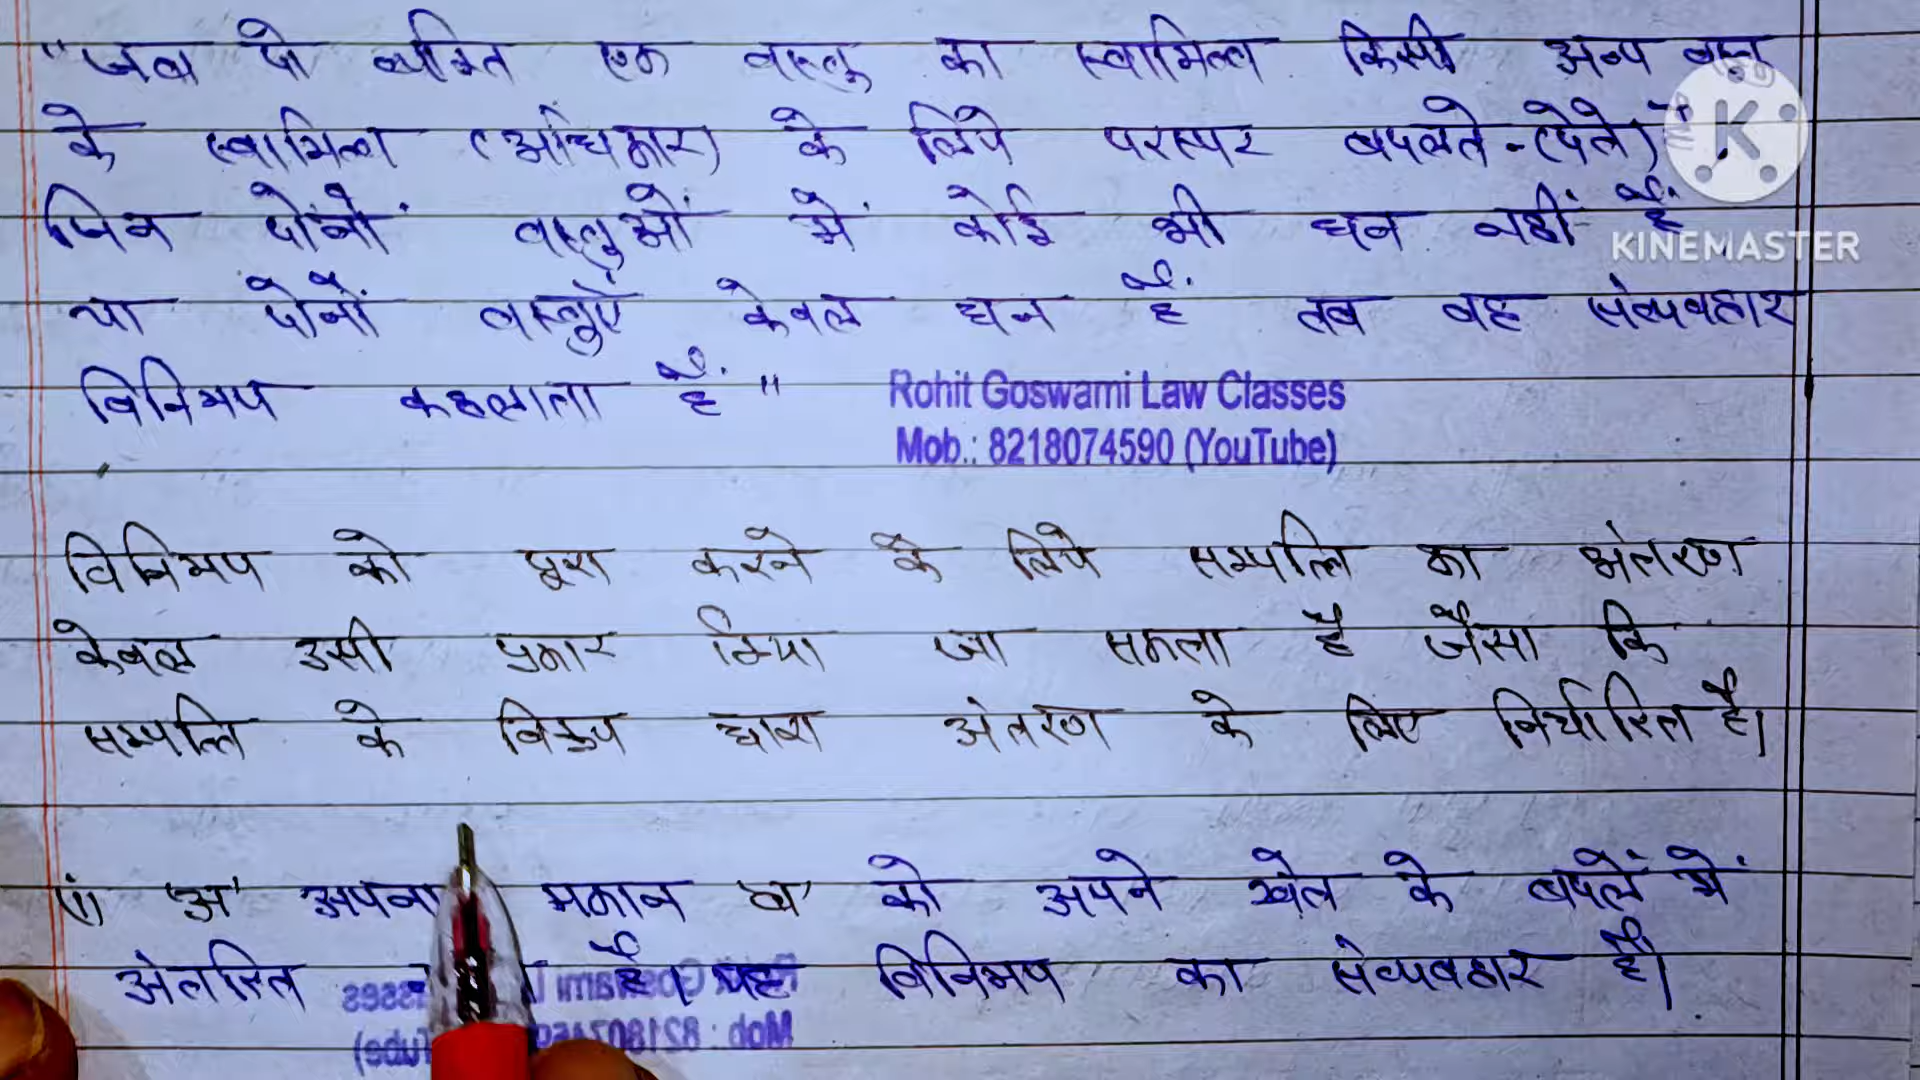 "जब दो व्यक्ति एक वस्तु का स्वामित्व किसी अन्य वस्तु
के स्वामित्व (अधिकार) के लिये परस्पर बदलते-(देते) हैं
जिन दोनों वस्तुओं में कोई भी धन नहीं है
या दोनों वस्तुएँ केवल धन हैं तब वह संव्यवहार
विनिमय कहलाता हैं"
K
KINEMASTER
Rohit Goswami Law Classes
Mob.: 8218074590 (YouTube)
विनिमय को पूरा करने के लिये सम्पत्ति का अंतरण
केवल उसी प्रकार किया जा सकता है जैसा कि
सम्पत्ति के विक्रय द्वारा अंतरण के लिए निर्धारित है।
(i) 'अ' अपना मकान 'ब' को अपने खेत के बदलें में
अंतरित है। यह विनिमय का संव्यवहार है।